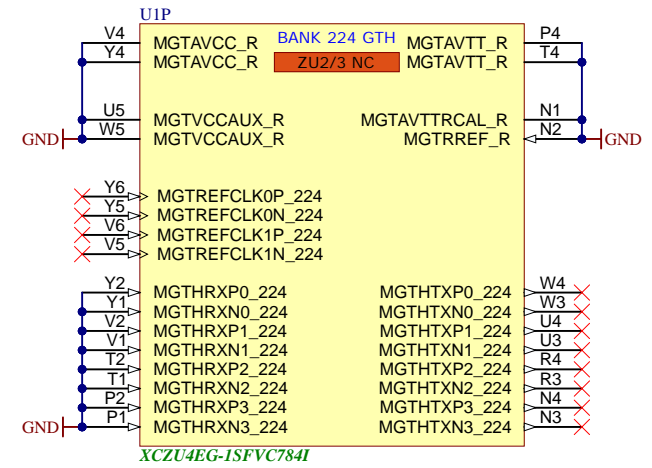 U1P
BANK 224 GTH
ZU2/3 NC
V4 MGTAVCC_R MGTAVTT_R P4
Y4 MGTAVCC_R MGTAVTT_R T4
U5 MGTVCCAUX_R MGTAVTTRCAL_R N1
GND W5 MGTVCCAUX_R MGTRREF_R N2 GND
Y6 MGTREFCLK0P_224
Y5 MGTREFCLK0N_224
V6 MGTREFCLK1P_224
V5 MGTREFCLK1N_224
Y2 MGTHRXP0_224 MGTHTXP0_224 W4
Y1 MGTHRXN0_224 MGTHTXN0_224 W3
V2 MGTHRXP1_224 MGTHTXP1_224 U4
V1 MGTHRXN1_224 MGTHTXN1_224 U3
T2 MGTHRXP2_224 MGTHTXP2_224 R4
T1 MGTHRXN2_224 MGTHTXN2_224 R3
P2 MGTHRXP3_224 MGTHTXP3_224 N4
GND P1 MGTHRXN3_224 MGTHTXN3_224 N3
XCZU4EG-1SFVC784I